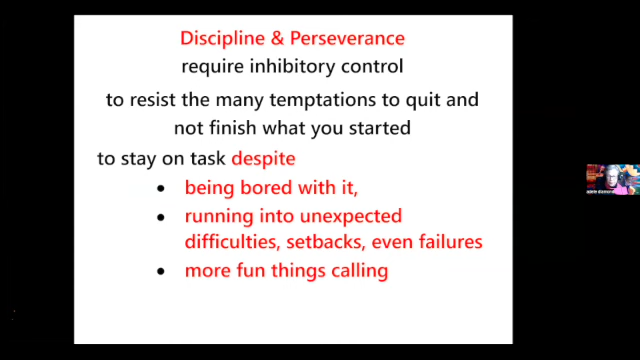 Discipline & Perseverance
require inhibitory control
to resist the many temptations to quit and
not finish what you started
to stay on task despite
• being bored with it,
• running into unexpected
difficulties, setbacks, even failures
• more fun things calling